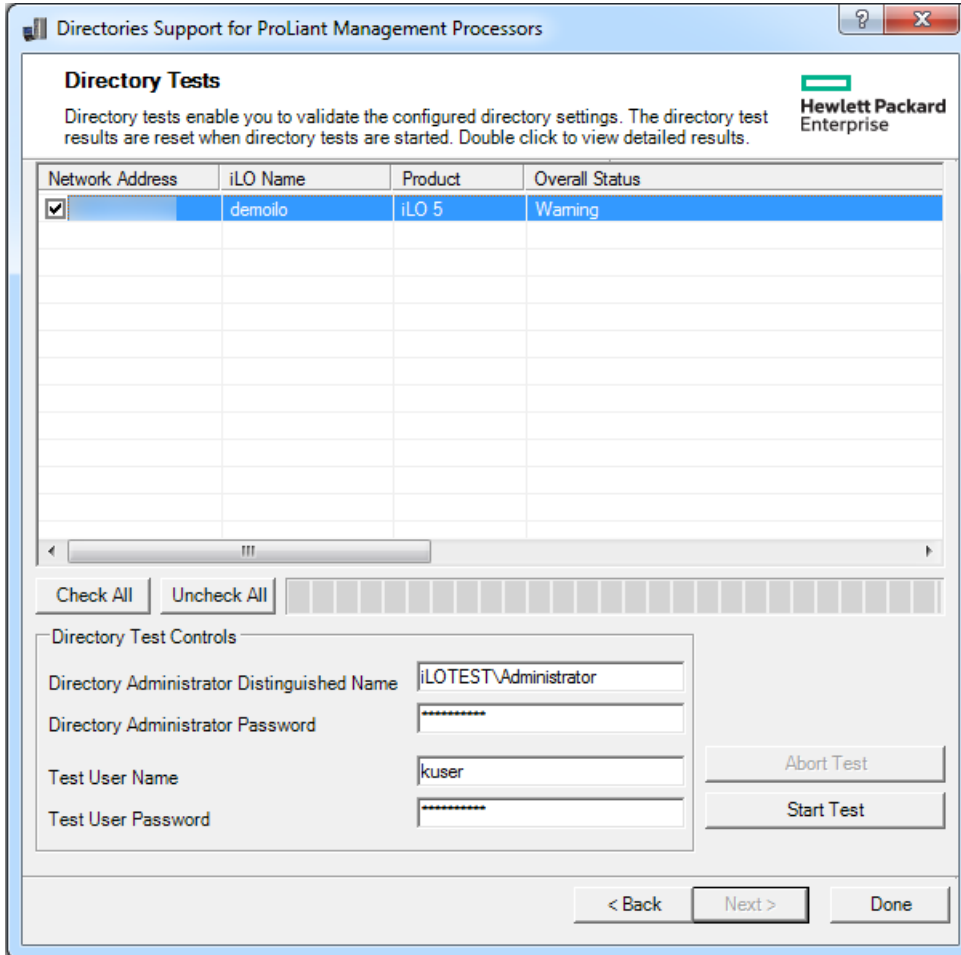 Directories Support for ProLiant Management Processors
Directory Tests
Directory tests enable you to validate the configured directory settings. The directory test
results are reset when directory tests are started. Double click to view detailed results.
Hewlett Packard
Enterprise
Network Address iLO Name Product Overall Status
demoilo iLO 5 Warning
Check All Uncheck All
Directory Test Controls
Directory Administrator Distinguished Name iLOTEST\Administrator
Directory Administrator Password **********
Test User Name kuser
Abort Test
Test User Password **********
Start Test
< Back Next > Done